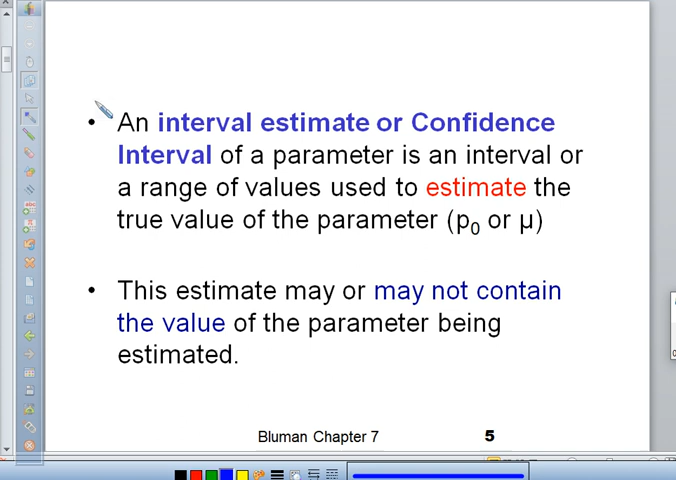 • An interval estimate or Confidence
Interval of a parameter is an interval or
a range of values used to estimate the
true value of the parameter (p₀ or µ)
• This estimate may or may not contain
the value of the parameter being
estimated.
Bluman Chapter 7
5